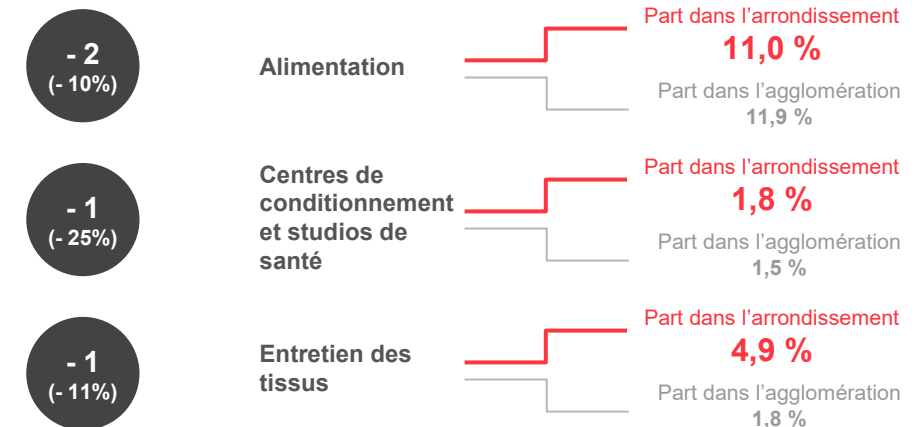 - 2
(- 10%)
Alimentation
Part dans l’arrondissement
11,0 %
Part dans l’agglomération
11,9 %
- 1
(- 25%)
Centres de
conditionnement
et studios de
santé
Part dans l’arrondissement
1,8 %
Part dans l’agglomération
1,5 %
- 1
(- 11%)
Entretien des
tissus
Part dans l’arrondissement
4,9 %
Part dans l’agglomération
1,8 %